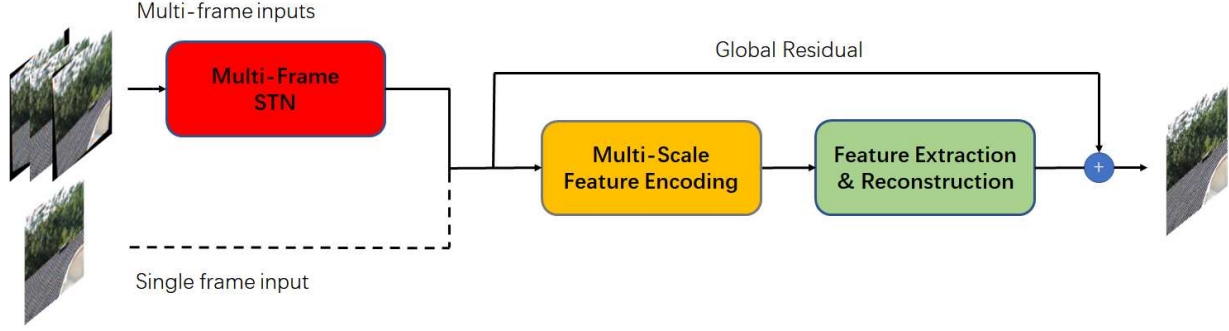 Multi-frame inputs
Multi-Frame
STN
Global Residual
Multi-Scale
Feature Encoding
Feature Extraction
& Reconstruction
+
Single frame input